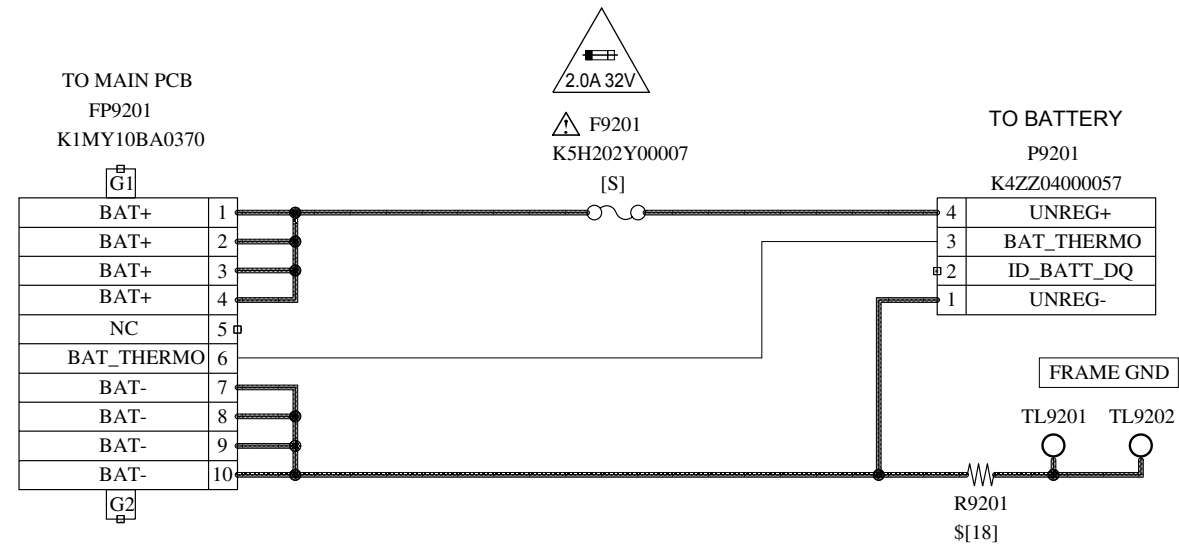 2.0A 32V
TO MAIN PCB
FP9201
K1MY10BA0370
F9201
K5H202Y00007
[S]
TO BATTERY
P9201
K4ZZ04000057
G1
BAT+ 1
BAT+ 2
BAT+ 3
BAT+ 4
NC 5
BAT_THERMO 6
BAT- 7
BAT- 8
BAT- 9
BAT- 10
G2
4 UNREG+
3 BAT_THERMO
2 ID_BATT_DQ
1 UNREG-
FRAME GND
TL9201 TL9202
R9201
$[18]